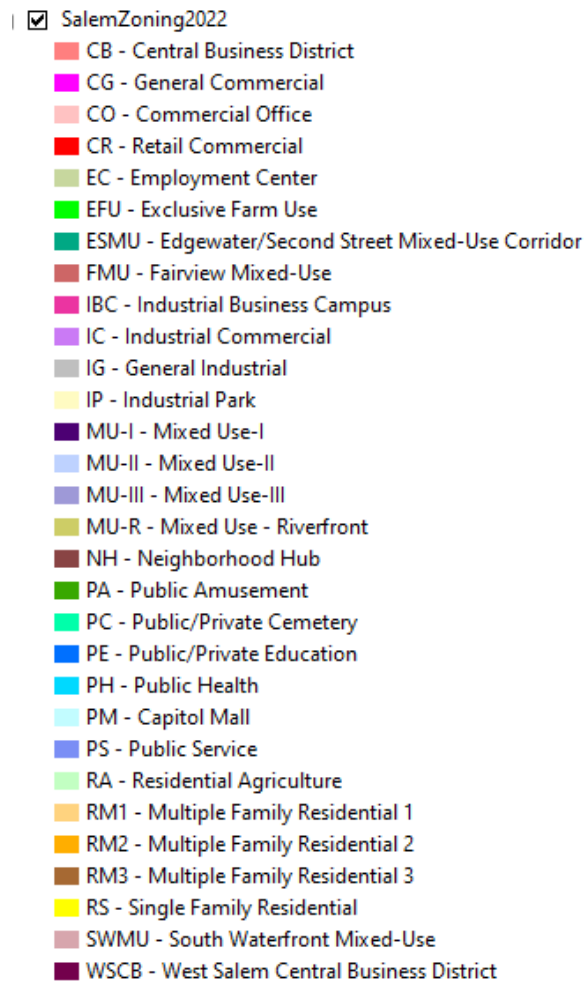 SalemZoning2022
CB - Central Business District
CG - General Commercial
CO - Commercial Office
CR - Retail Commercial
EC - Employment Center
EFU - Exclusive Farm Use
ESMU - Edgewater/Second Street Mixed-Use Corridor
FMU - Fairview Mixed-Use
IBC - Industrial Business Campus
IC - Industrial Commercial
IG - General Industrial
IP - Industrial Park
MU-I - Mixed Use-I
MU-II - Mixed Use-II
MU-III - Mixed Use-III
MU-R - Mixed Use - Riverfront
NH - Neighborhood Hub
PA - Public Amusement
PC - Public/Private Cemetery
PE - Public/Private Education
PH - Public Health
PM - Capitol Mall
PS - Public Service
RA - Residential Agriculture
RM1 - Multiple Family Residential 1
RM2 - Multiple Family Residential 2
RM3 - Multiple Family Residential 3
RS - Single Family Residential
SWMU - South Waterfront Mixed-Use
WSCB - West Salem Central Business District